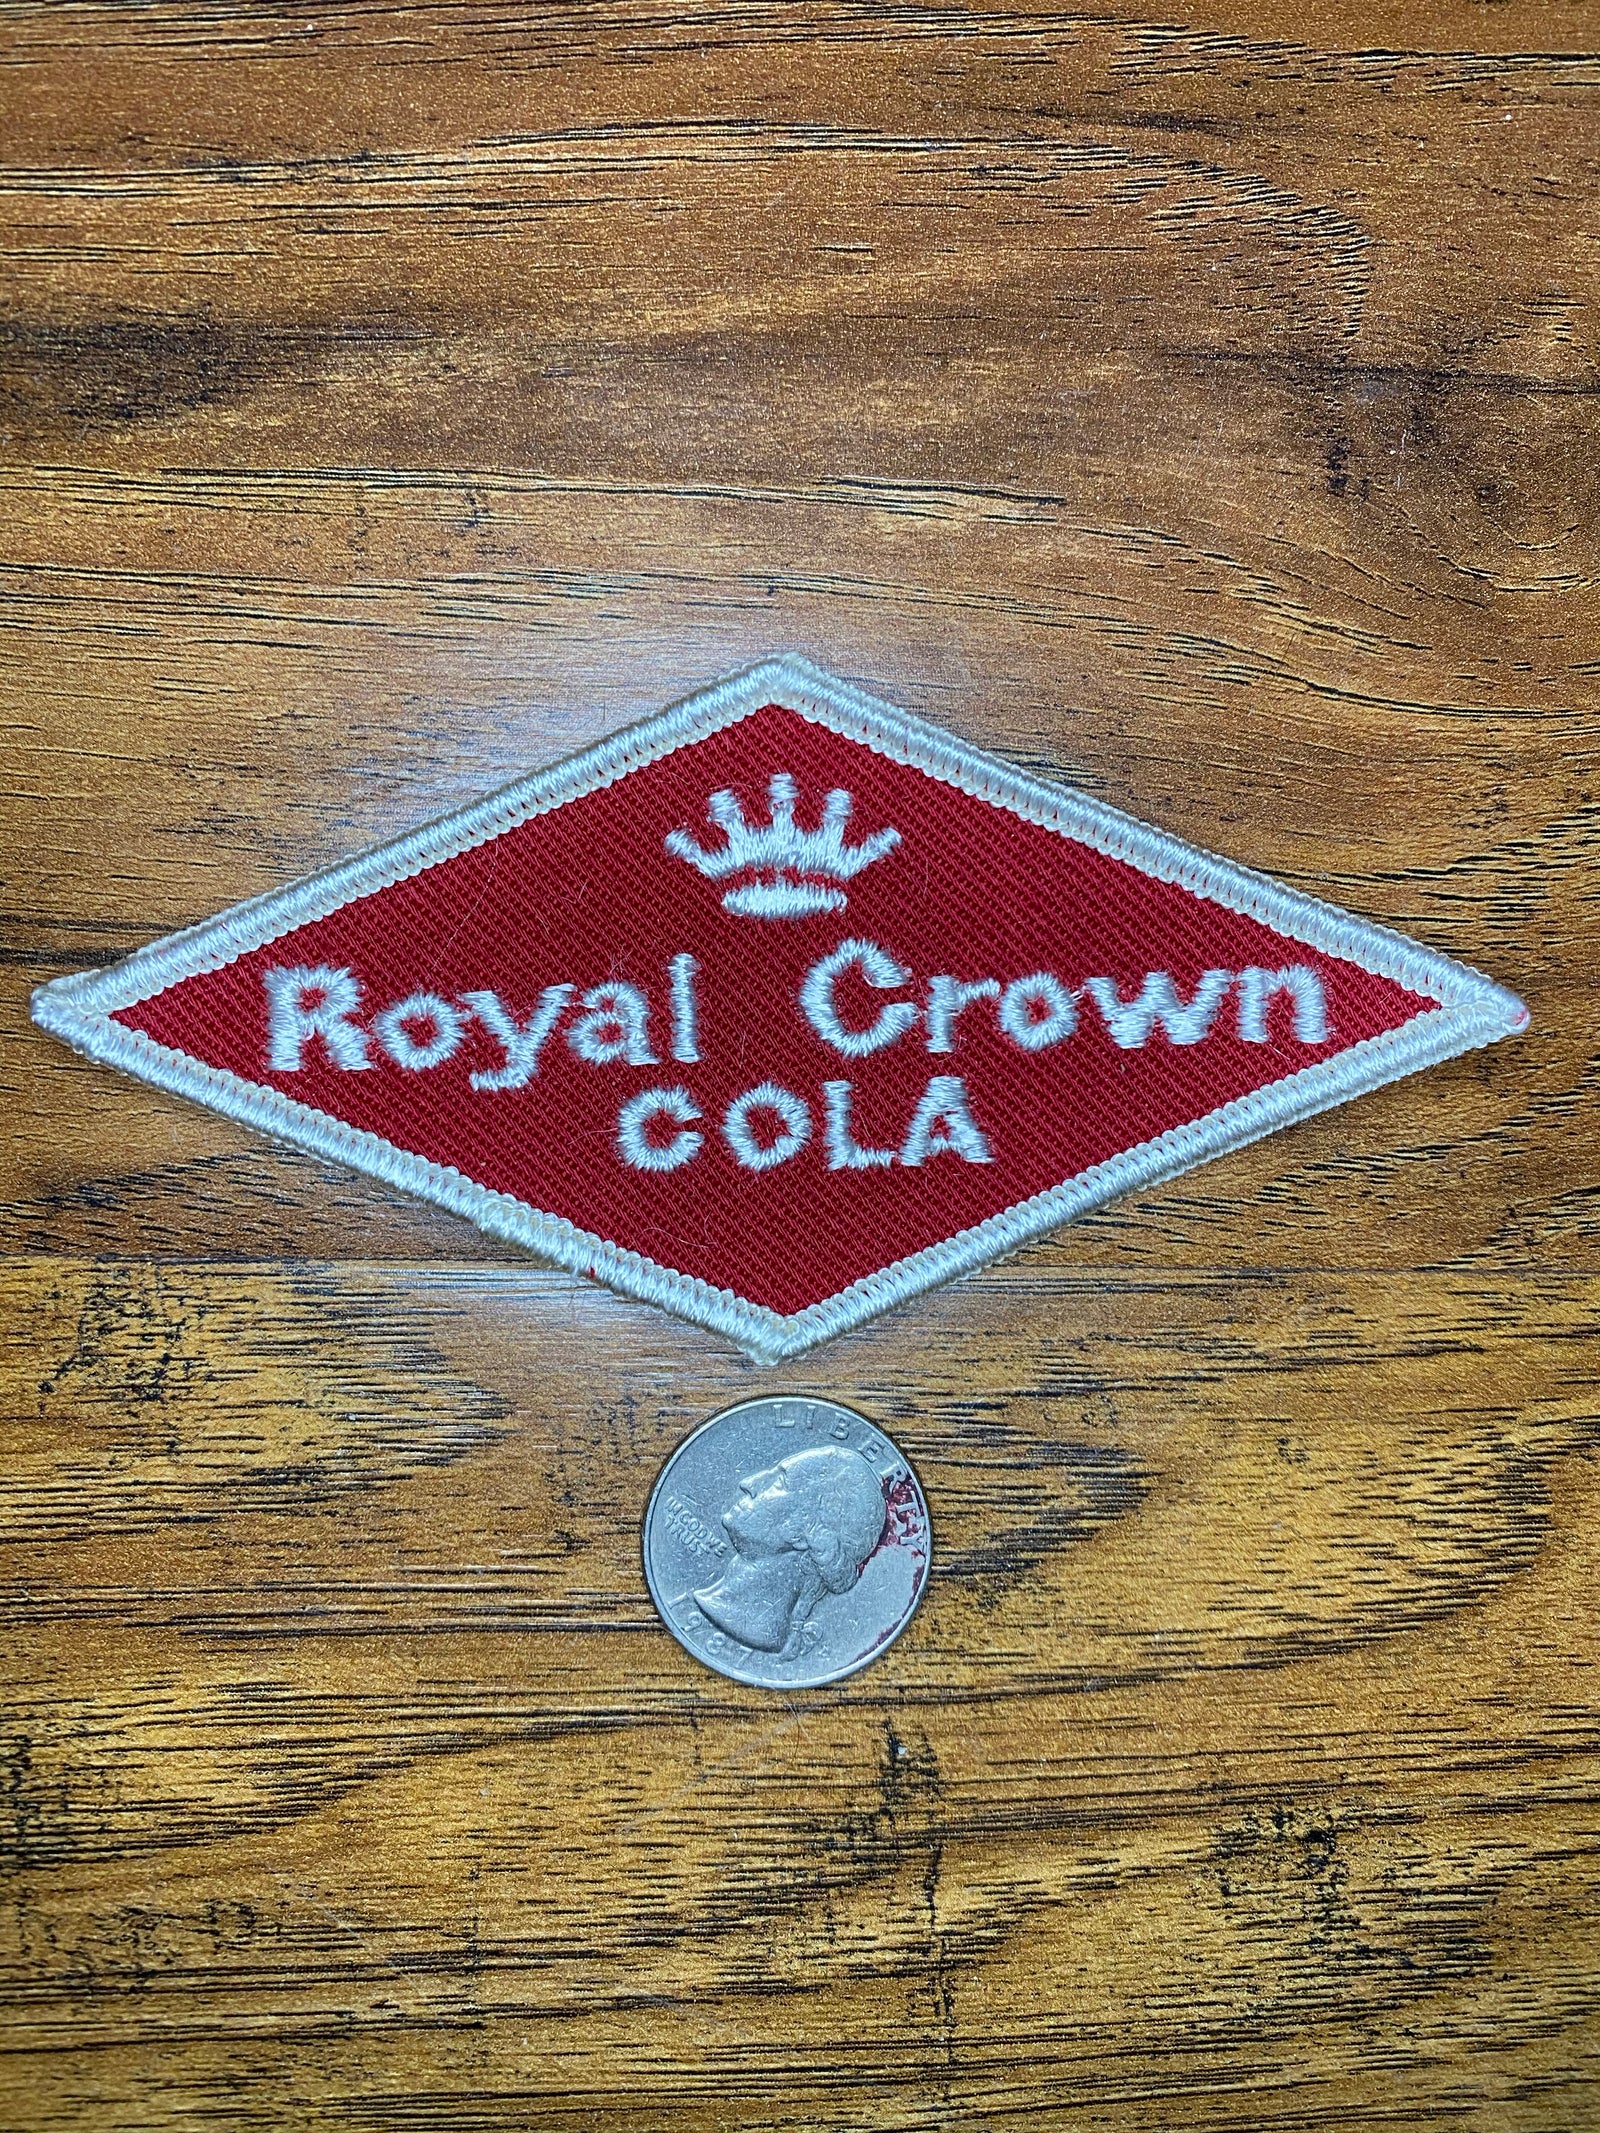 Royal Crown
COLA
LIBERTY
IN GOD WE
TRUST
1987